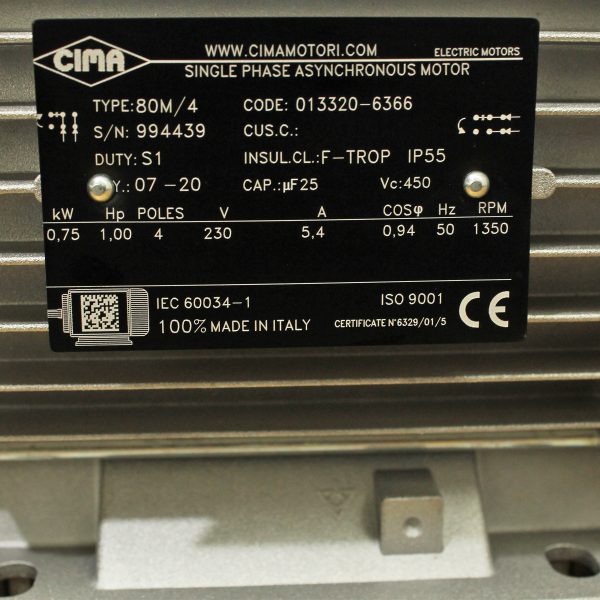 CIMA
WWW.CIMAMOTORI.COM ELECTRIC MOTORS
SINGLE PHASE ASYNCHRONOUS MOTOR
TYPE:80M/4 CODE: 013320-6366
S/N: 994439 CUS.C.:
DUTY: S1 INSUL.CL.:F-TROP IP55
Y.: 07-20 CAP.:µF25 Vc:450
kW Hp POLES V A COSφ Hz RPM
0,75 1,00 4 230 5,4 0,94 50 1350
IEC 60034-1 ISO 9001 CE
100% MADE IN ITALY CERTIFICATE N°6329/01/5